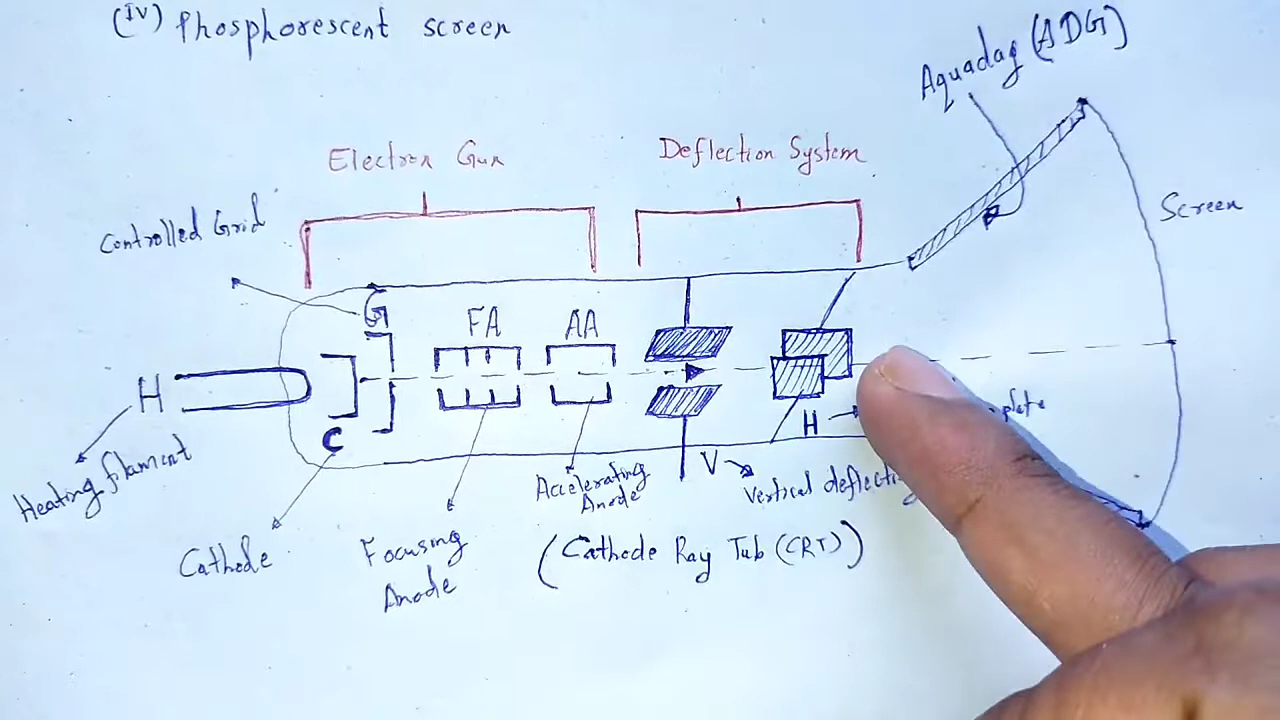 (IV) Phosphorescent screen
Aquadag (ADG)
Electron Gun
Deflection System
Controlled Grid
Screen
G
FA
AA
H
C
H
plate
Heating filament
V
Vertical deflecti
Accelerating
Anode
Cathode
Focusing
Anode
(Cathode Ray Tub (CRT))